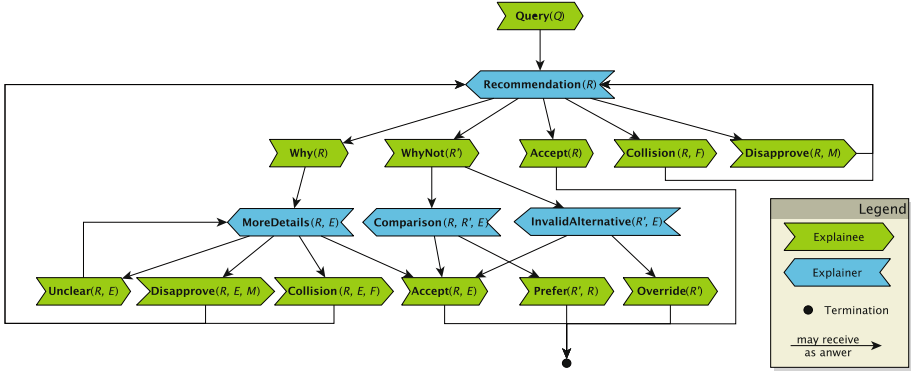 Query(Q)
Recommendation(R)
Why(R)
WhyNot(R')
Accept(R)
Collision(R, F)
Disapprove(R, M)
MoreDetails(R, E)
Comparison(R, R', E)
InvalidAlternative(R', E)
Unclear(R, E)
Disapprove(R, E, M)
Collision(R, E, F)
Accept(R, E)
Prefer(R', R)
Override(R')
Legend
Explainee
Explainer
Termination
may receive
as anwer